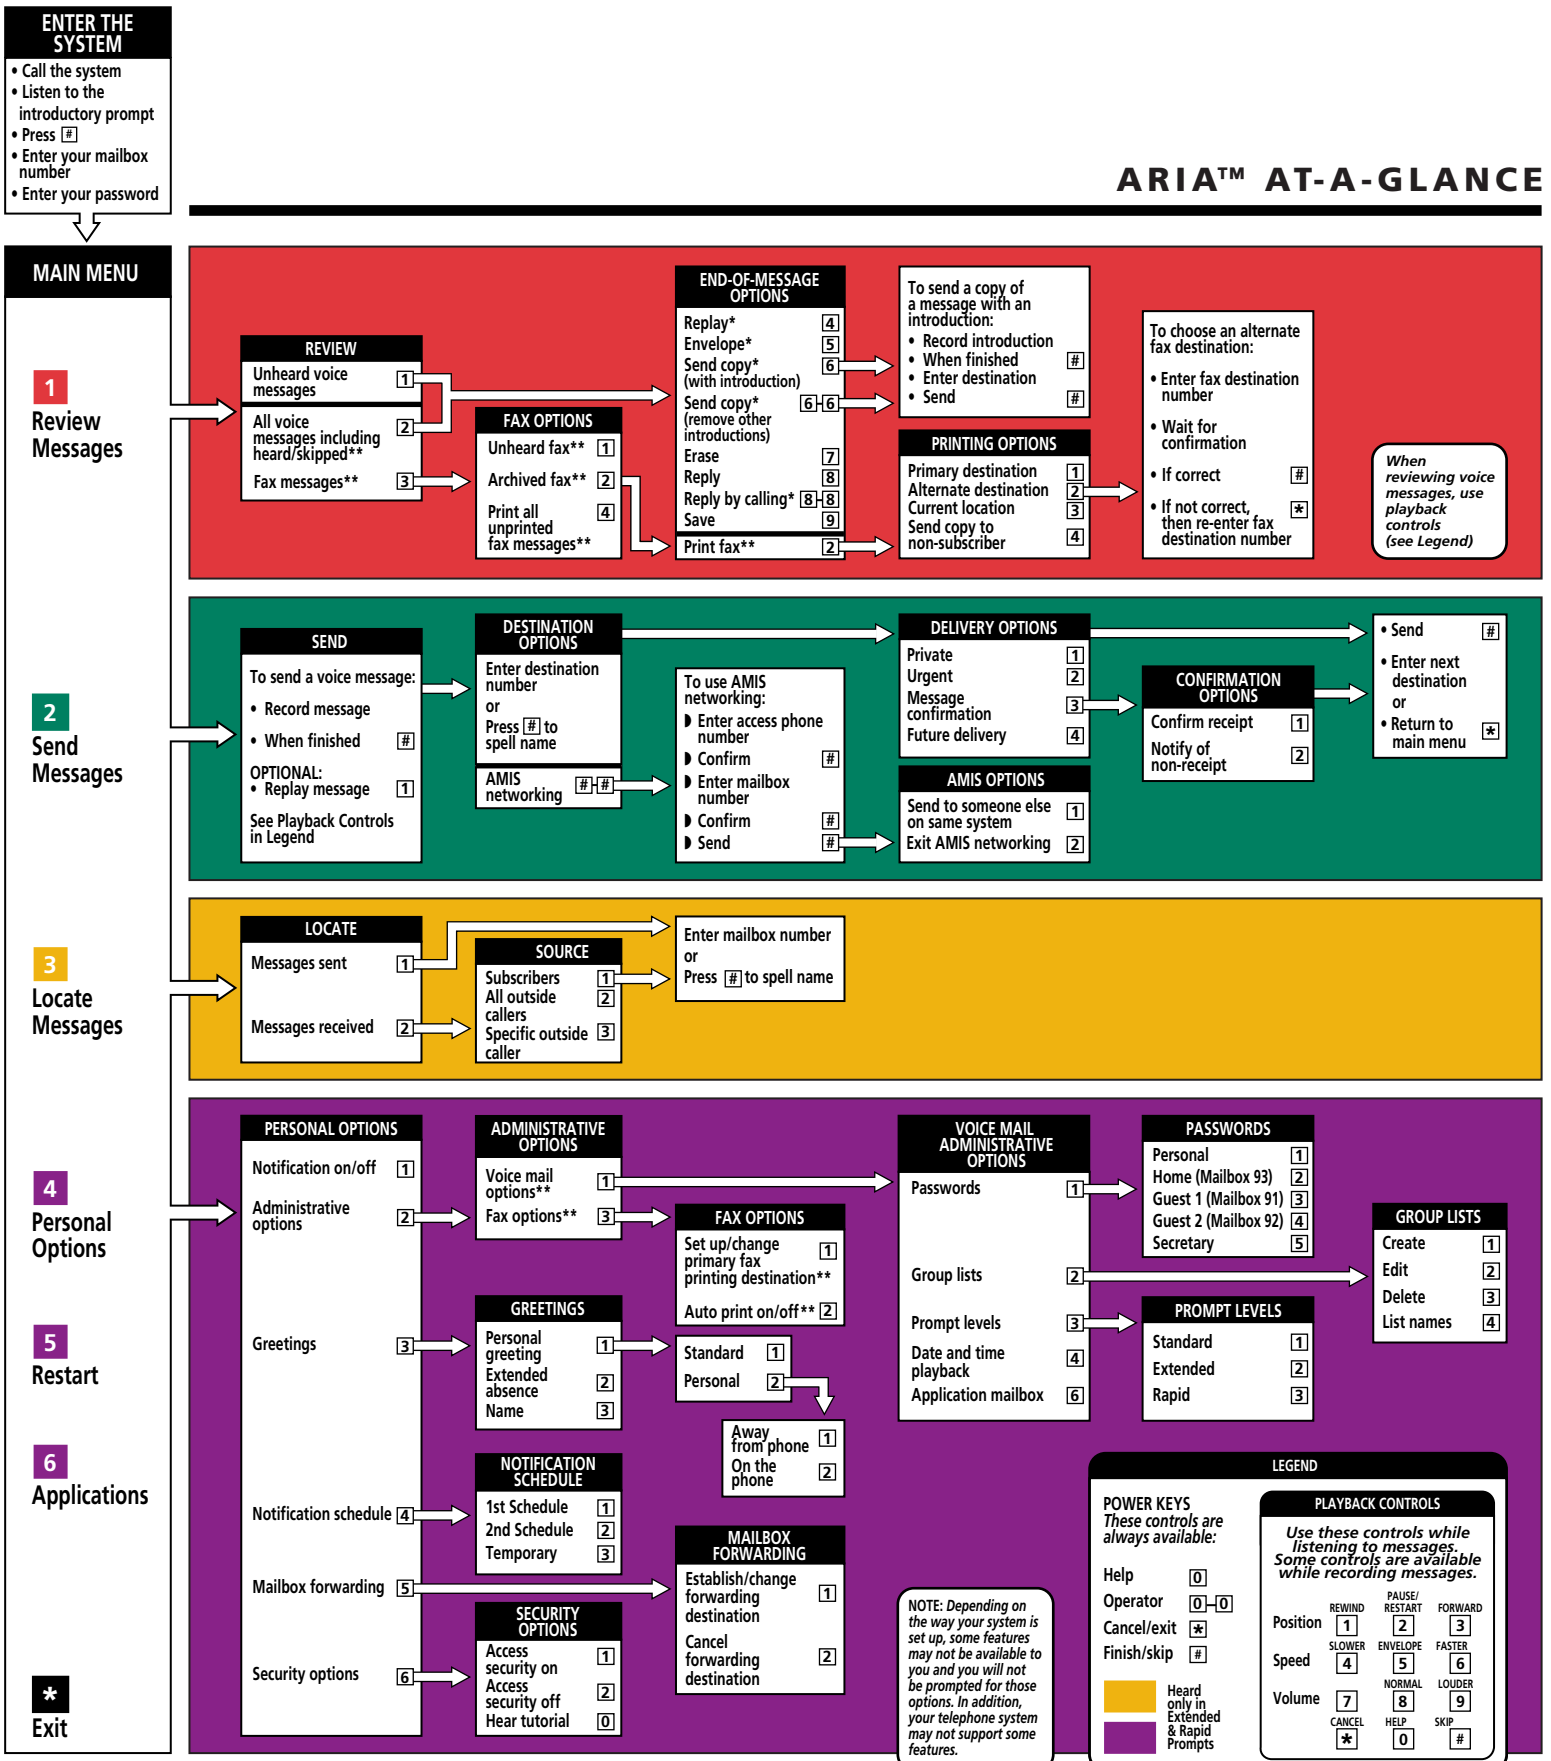 ENTER THE
SYSTEM
• Call the system
• Listen to the
introductory prompt
• Press #
• Enter your mailbox
number
• Enter your password
ARIA™ AT-A-GLANCE
MAIN MENU
1
Review
Messages
2
Send
Messages
3
Locate
Messages
4
Personal
Options
5
Restart
6
Applications
*
Exit
REVIEW
Unheard voice
messages 1
All voice 2
messages including
heard/skipped**
Fax messages** 3
FAX OPTIONS
Unheard fax** 1
Archived fax** 2
Print all 4
unprinted
fax messages**
END-OF-MESSAGE
OPTIONS
Replay* 4
Envelope* 5
Send copy* 6
(with introduction)
Send copy* 6-6
(remove other
introductions)
Erase 7
Reply 8
Reply by calling* 8-8
Save 9
Print fax** 2
To send a copy of
a message with an
introduction:
• Record introduction
• When finished #
• Enter destination
• Send #
PRINTING OPTIONS
Primary destination 1
Alternate destination 2
Current location 3
Send copy to
non-subscriber 4
To choose an alternate
fax destination:
• Enter fax destination
number
• Wait for
confirmation
• If correct #
• If not correct, *
then re-enter fax
destination number
When
reviewing voice
messages, use
playback
controls
(see Legend)
SEND
To send a voice message:
• Record message
• When finished #
OPTIONAL:
• Replay message 1
See Playback Controls
in Legend
DESTINATION
OPTIONS
Enter destination
number
or
Press # to
spell name
AMIS
networking #-#
To use AMIS
networking:
◗ Enter access phone
number
◗ Confirm #
◗ Enter mailbox
number
◗ Confirm #
◗ Send #
DELIVERY OPTIONS
Private 1
Urgent 2
Message
confirmation 3
Future delivery 4
AMIS OPTIONS
Send to someone else
on same system 1
Exit AMIS networking 2
CONFIRMATION
OPTIONS
Confirm receipt 1
Notify of
non-receipt 2
• Send #
• Enter next
destination
or
• Return to
main menu *
LOCATE
Messages sent 1
Messages received 2
SOURCE
Subscribers 1
All outside 2
callers
Specific outside 3
caller
Enter mailbox number
or
Press # to spell name
PERSONAL OPTIONS
Notification on/off 1
Administrative
options 2
Greetings 3
Notification schedule 4
Mailbox forwarding 5
Security options 6
ADMINISTRATIVE
OPTIONS
Voice mail
options** 1
Fax options** 3
FAX OPTIONS
Set up/change
primary fax 1
printing destination**
Auto print on/off** 2
GREETINGS
Personal
greeting 1
Extended
absence 2
Name 3
Standard 1
Personal 2
Away
from phone 1
On the
phone 2
NOTIFICATION
SCHEDULE
1st Schedule 1
2nd Schedule 2
Temporary 3
MAILBOX
FORWARDING
Establish/change
forwarding 1
destination
Cancel
forwarding 2
destination
SECURITY
OPTIONS
Access
security on 1
Access
security off 2
Hear tutorial 0
VOICE MAIL
ADMINISTRATIVE
OPTIONS
Passwords 1
Group lists 2
Prompt levels 3
Date and time
playback 4
Application mailbox 6
PASSWORDS
Personal 1
Home (Mailbox 93) 2
Guest 1 (Mailbox 91) 3
Guest 2 (Mailbox 92) 4
Secretary 5
PROMPT LEVELS
Standard 1
Extended 2
Rapid 3
GROUP LISTS
Create 1
Edit 2
Delete 3
List names 4
NOTE: Depending on
the way your system is
set up, some features
may not be available to
you and you will not
be prompted for those
options. In addition,
your telephone system
may not support some
features.
LEGEND
POWER KEYS
These controls are
always available:
Help 0
Operator 0-0
Cancel/exit *
Finish/skip #
Heard
only in
Extended
& Rapid
Prompts
PLAYBACK CONTROLS
Use these controls while
listening to messages.
Some controls are available
while recording messages.
REWIND PAUSE/RESTART FORWARD
Position 1 2 3
SLOWER ENVELOPE FASTER
Speed 4 5 6
NORMAL LOUDER
Volume 7 8 9
CANCEL HELP SKIP
* 0 #